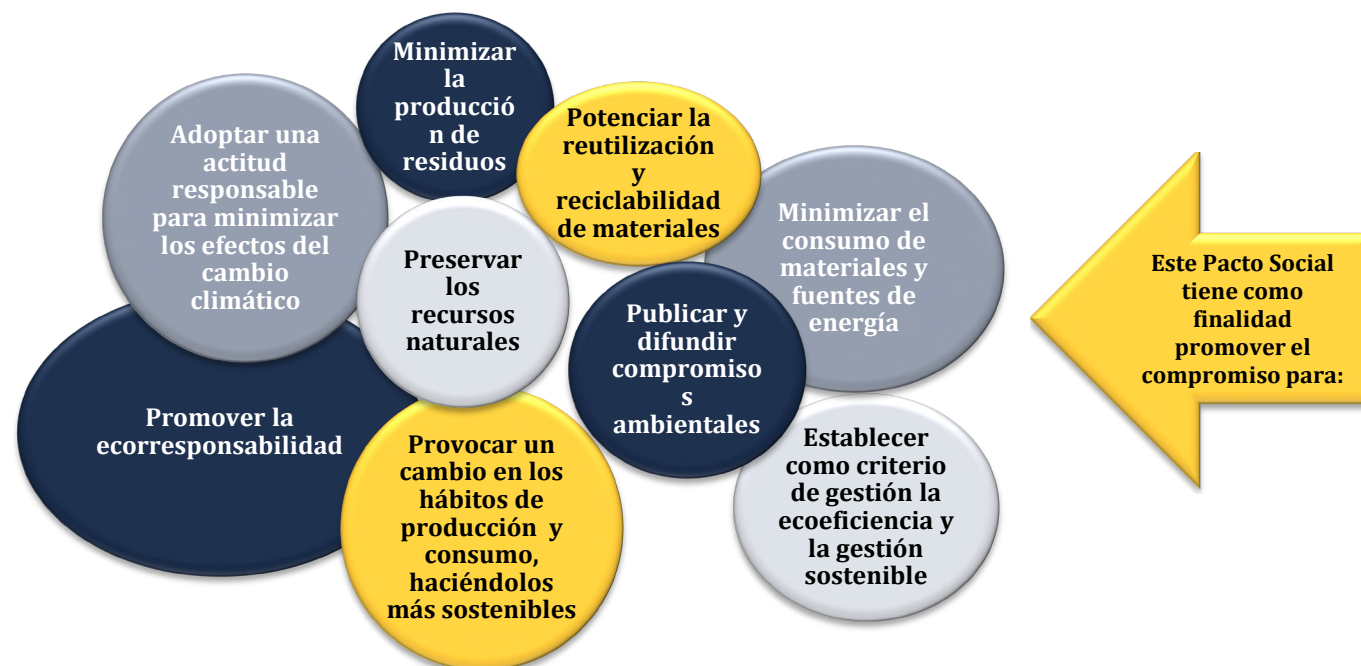 Minimizar
la
producció
n de
residuos
Potenciar la
reutilización
y
reciclabilidad
de materiales
Adoptar una
actitud
responsable
para minimizar
los efectos del
cambio
climático
Minimizar el
consumo de
materiales y
fuentes de
energía
Preservar
los
recursos
naturales
Publicar y
difundir
compromiso
s
ambientales
Este Pacto Social
tiene como
finalidad
promover el
compromiso para:
Promover la
ecorresponsabilidad
Provocar un
cambio en los
hábitos de
producción  y
consumo,
haciéndolos
más sostenibles
Establecer
como criterio
de gestión la
ecoeficiencia y
la gestión
sostenible